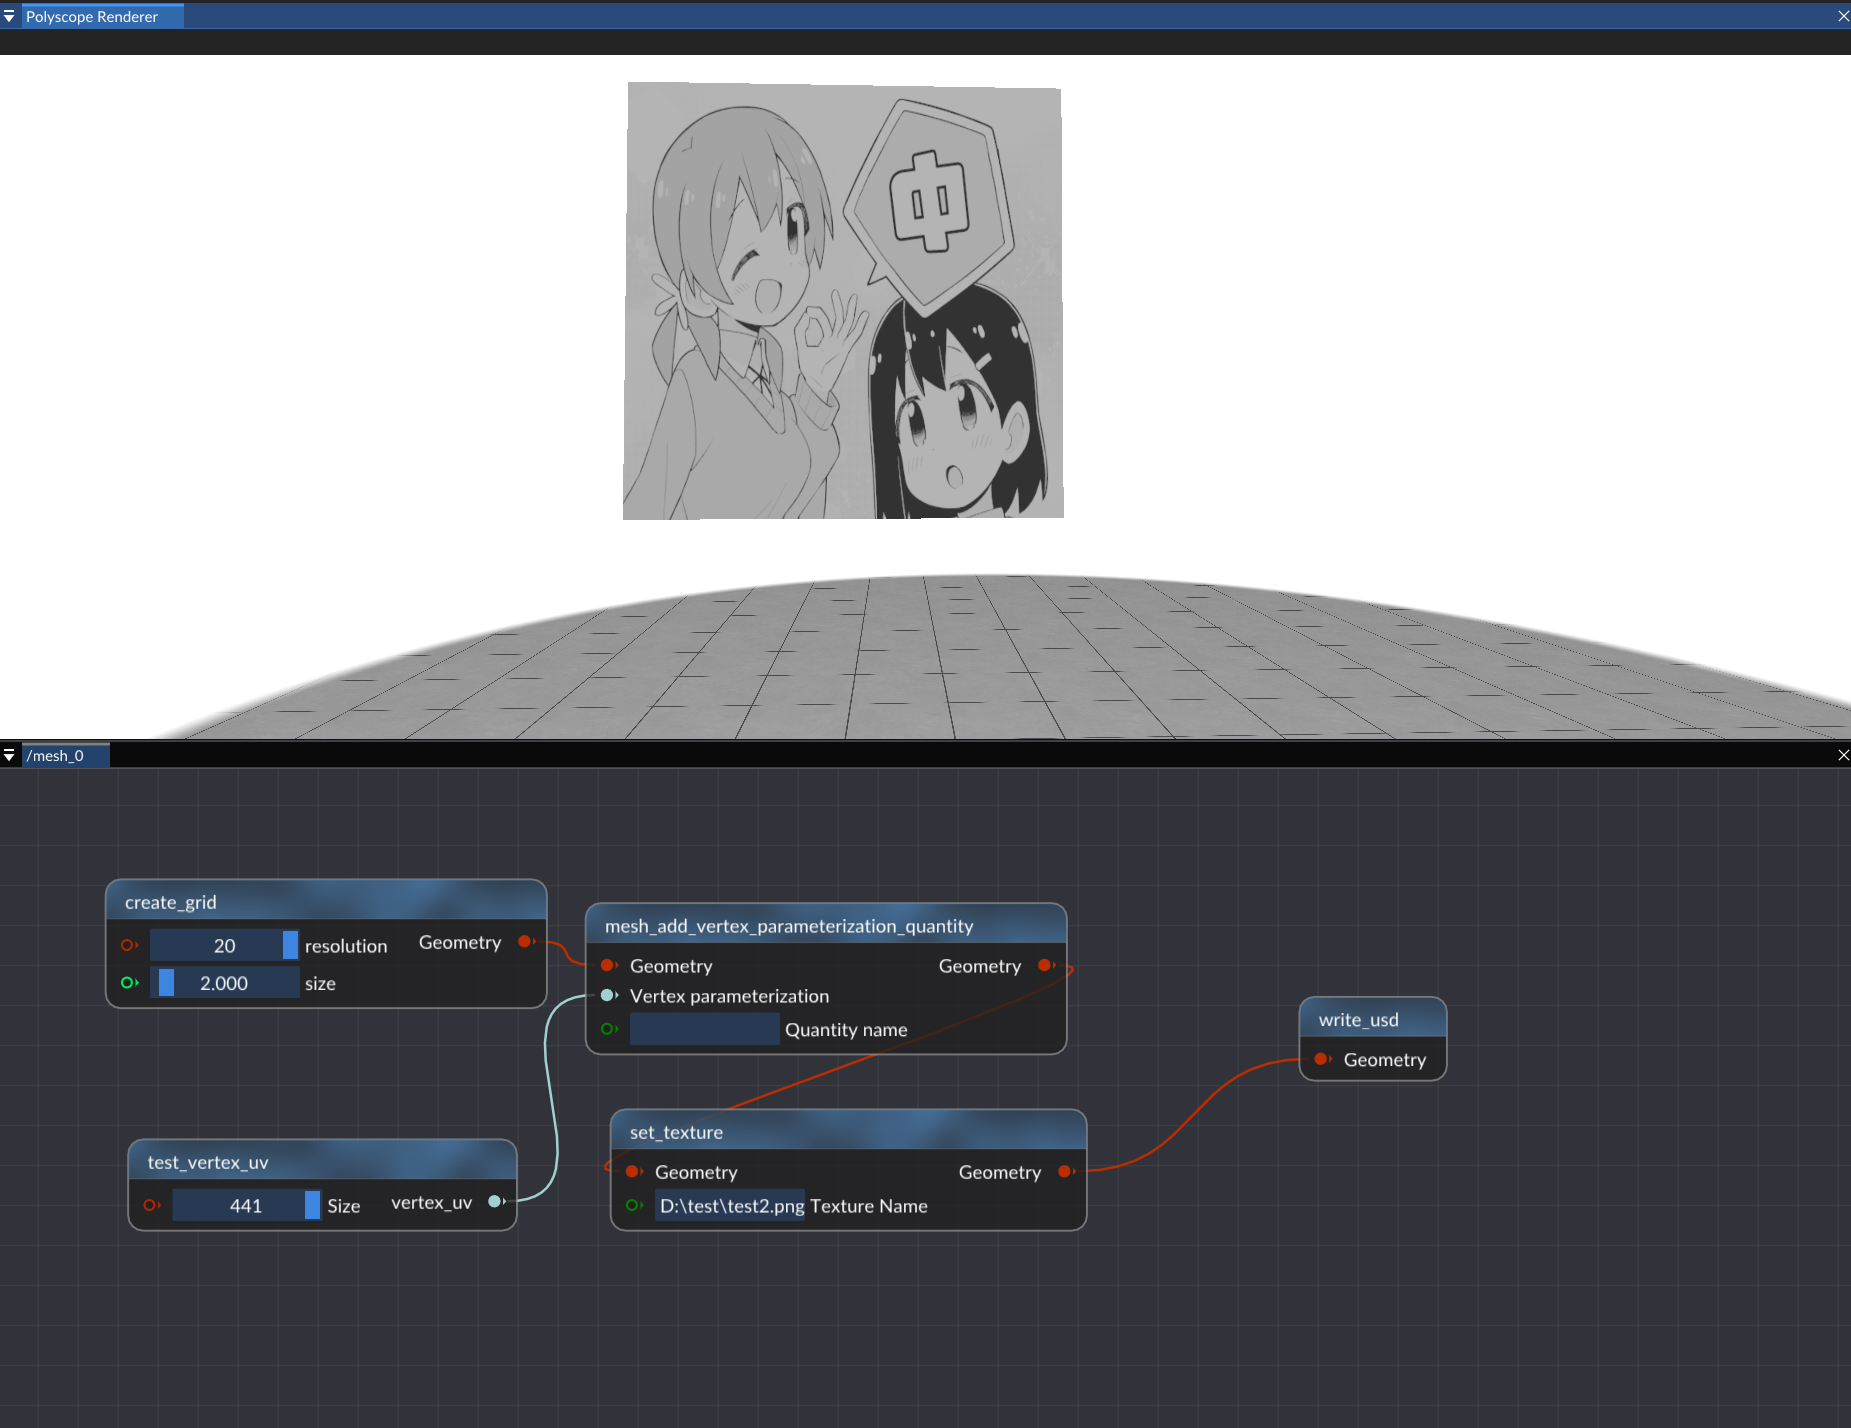 Polyscope Renderer
中
/mesh_0
create_grid
20 resolution Geometry
2.000 size
mesh_add_vertex_parameterization_quantity
Geometry Geometry
Vertex parameterization
Quantity name
write_usd
Geometry
set_texture
Geometry Geometry
D:\test\test2.png Texture Name
test_vertex_uv
441 Size vertex_uv